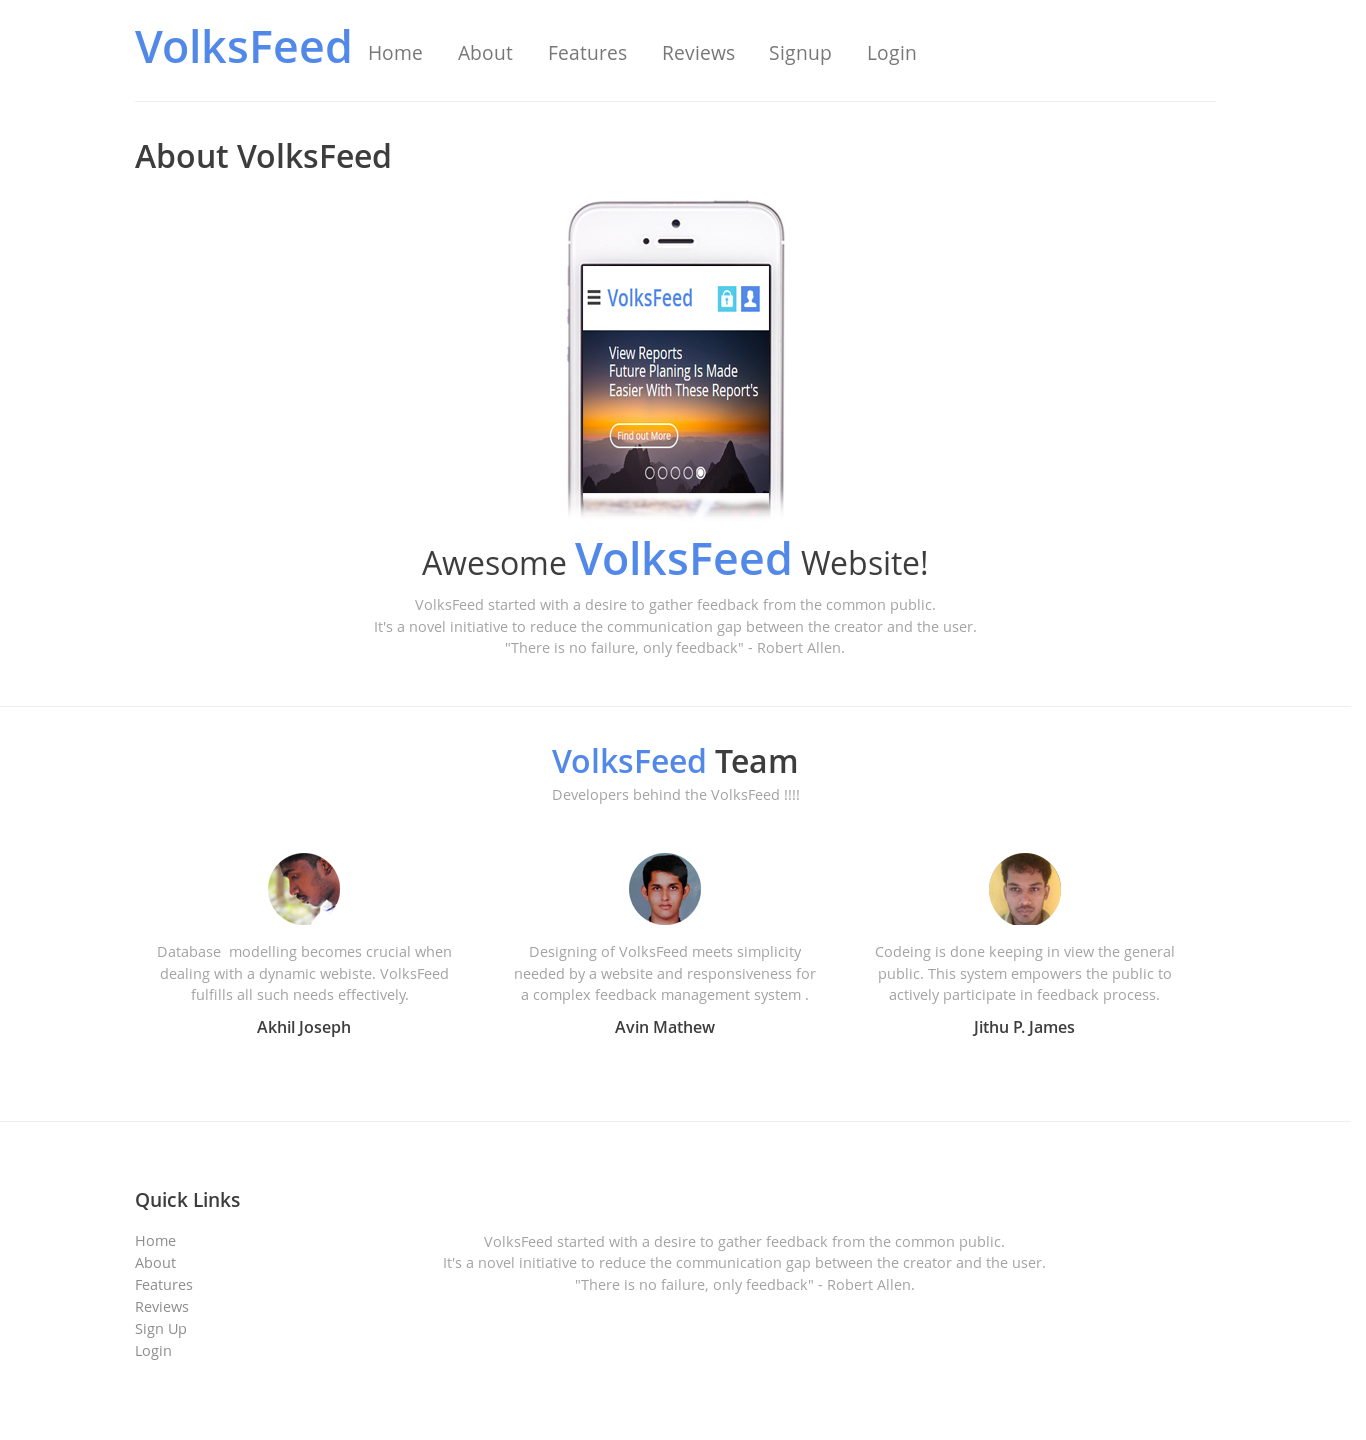 VolksFeed Home About Features Reviews Signup Login
About VolksFeed
VolksFeed
View Reports
Future Planing Is Made
Easier With These Report's
Find out More
Awesome VolksFeed Website!
VolksFeed started with a desire to gather feedback from the common public.
It's a novel initiative to reduce the communication gap between the creator and the user.
"There is no failure, only feedback" - Robert Allen.
VolksFeed Team
Developers behind the VolksFeed !!!!
Database  modelling becomes crucial when
dealing with a dynamic webiste. VolksFeed
fulfills all such needs effectively.
Akhil Joseph
Designing of VolksFeed meets simplicity
needed by a website and responsiveness for
a complex feedback management system .
Avin Mathew
Codeing is done keeping in view the general
public. This system empowers the public to
actively participate in feedback process.
Jithu P. James
Quick Links
Home
About
Features
Reviews
Sign Up
Login
VolksFeed started with a desire to gather feedback from the common public.
It's a novel initiative to reduce the communication gap between the creator and the user.
"There is no failure, only feedback" - Robert Allen.